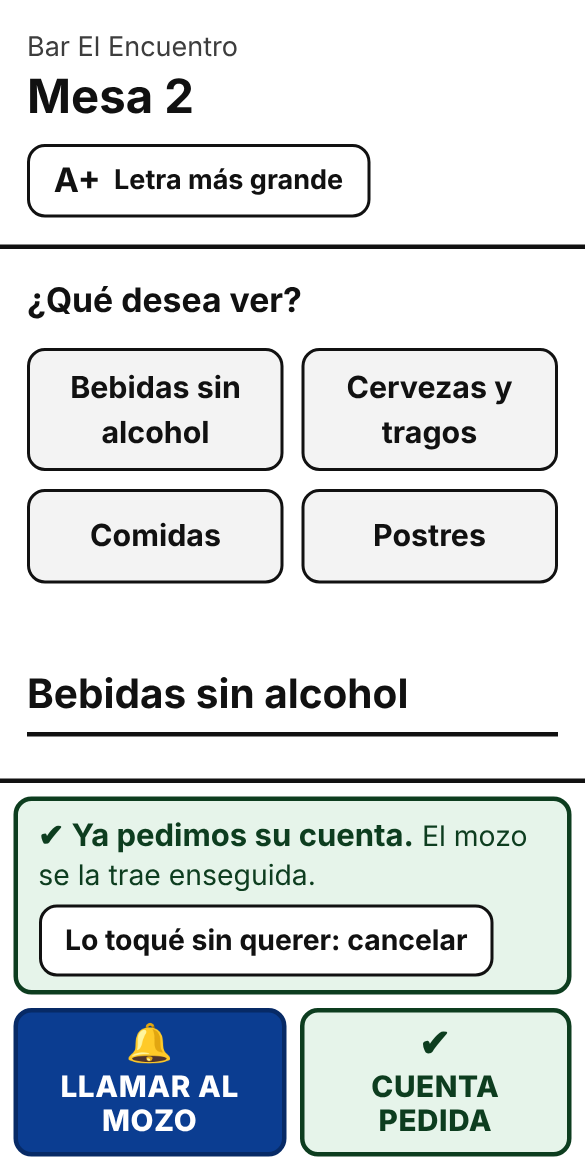 Bar El Encuentro
Mesa 2
A+ Letra más grande
¿Qué desea ver?
Bebidas sin
alcohol
Cervezas y
tragos
Comidas
Postres
Bebidas sin alcohol
✔ Ya pedimos su cuenta. El mozo
se la trae enseguida.
Lo toqué sin querer: cancelar
🔔
LLAMAR AL
MOZO
✔
CUENTA
PEDIDA